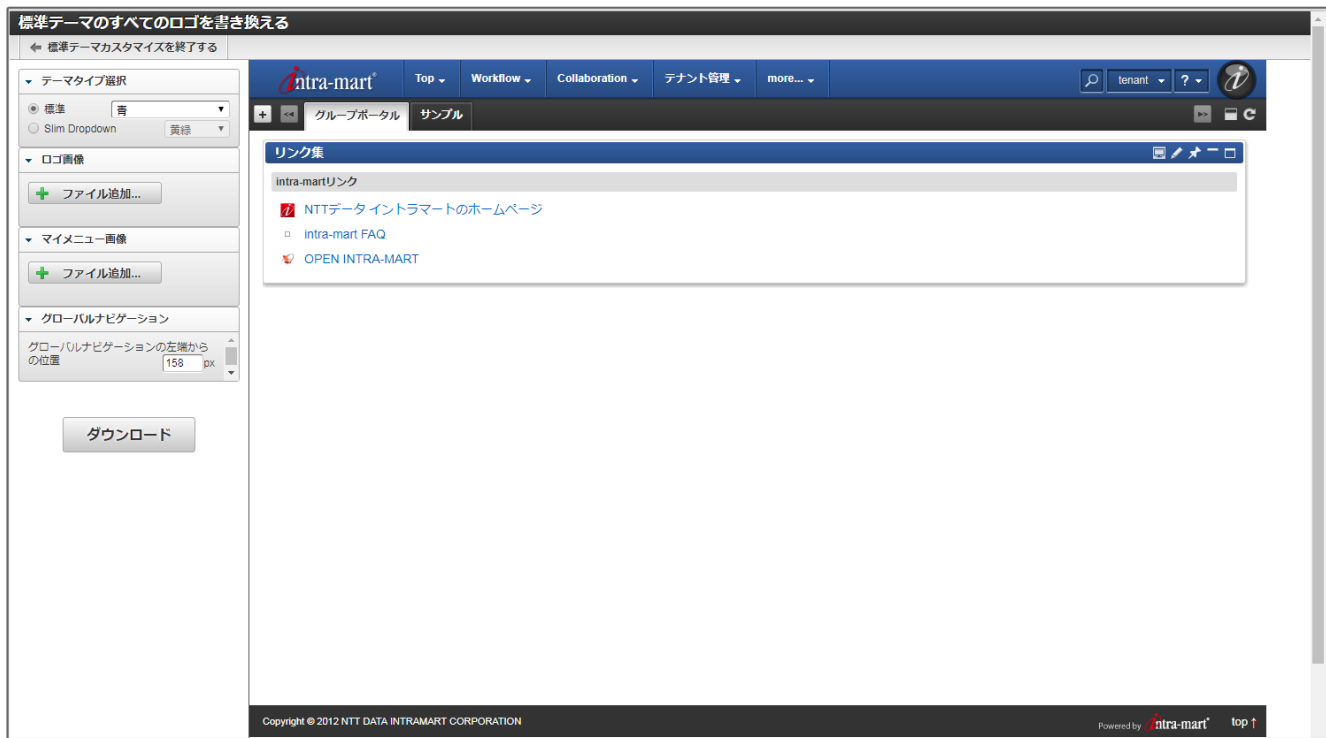 標準テーマのすべてのロゴを書き換える
標準テーマカスタマイズを終了する
テーマタイプ選択
標準 青
Slim Dropdown 黄緑
ロゴ画像
ファイル追加...
マイメニュー画像
ファイル追加...
グローバルナビゲーション
グローバルナビゲーションの左端から
の位置 158 px
ダウンロード
intra-mart Top Workflow Collaboration テナント管理 more... tenant ?
グループポータル サンプル
リンク集
intra-martリンク
NTTデータ イントラマートのホームページ
intra-mart FAQ
OPEN INTRA-MART
Copyright © 2012 NTT DATA INTRAMART CORPORATION
Powered by intra-mart top↑